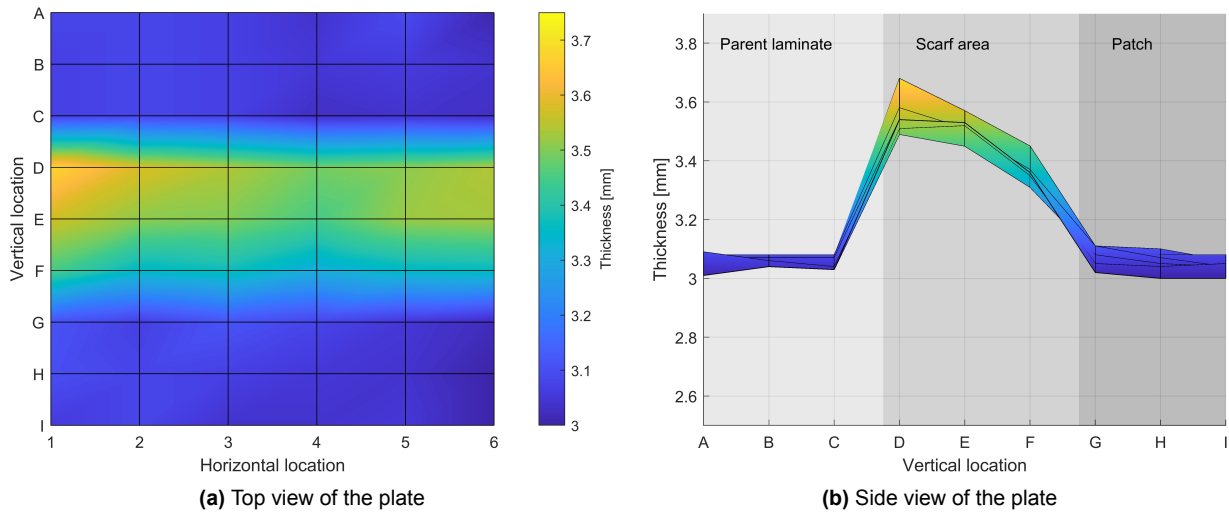 A
B
C
D
E
F
G
H
I
Vertical location
1 2 3 4 5 6
Horizontal location
3.7
3.6
3.5
3.4
3.3
3.2
3.1
3
Thickness [mm]
(a) Top view of the plate
Parent laminate Scarf area Patch
3.8
3.6
3.4
3.2
3
2.8
2.6
Thickness [mm]
A B C D E F G H I
Vertical location
(b) Side view of the plate